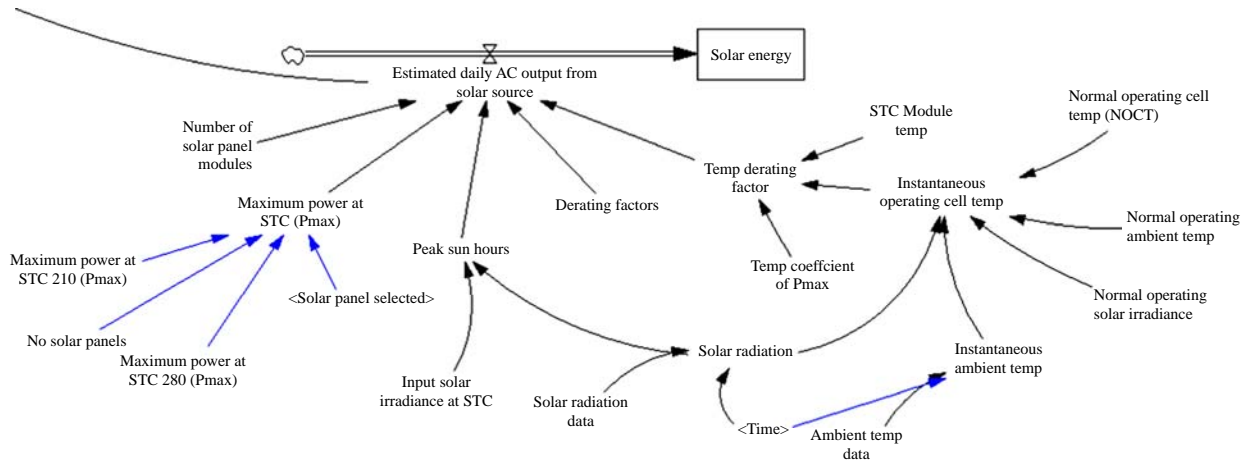 Solar energy
Estimated daily AC output from
solar source
Number of
solar panel
modules
STC Module
temp
Normal operating cell
temp (NOCT)
Temp derating
factor
Instantaneous
operating cell temp
Maximum power at
STC (Pmax)
Derating factors
Normal operating
ambient temp
Peak sun hours
Maximum power at
STC 210 (Pmax)
Temp coeffcient
of Pmax
<Solar panel selected>
Normal operating
solar irradiance
No solar panels
Maximum power at
STC 280 (Pmax)
Solar radiation
Instantaneous
ambient temp
Input solar
irradiance at STC
Solar radiation
data
<Time>
Ambient temp
data